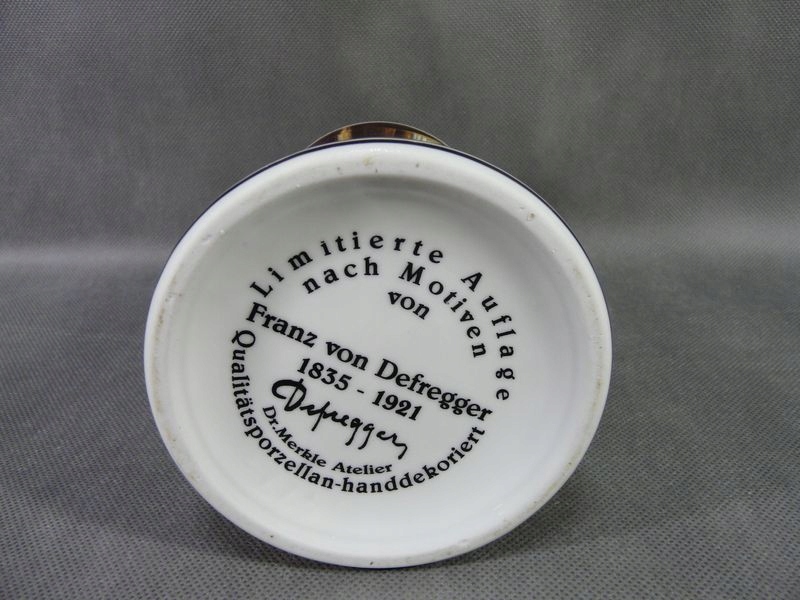 Limitierte Auflage
nach Motiven
von
Franz von Defregger
1835 - 1921
Defregger
Dr. Merkle Atelier
Qualitätsporzellan-handdekoriert